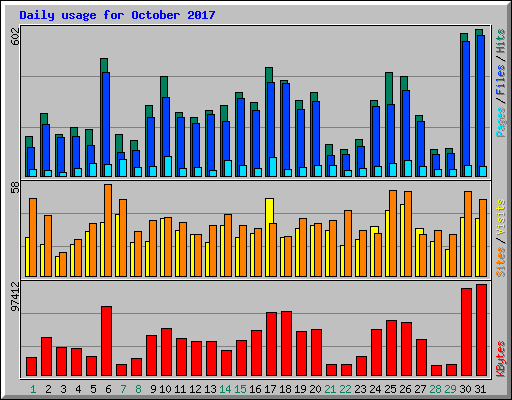 Daily usage for October 2017
602
Pages / Files / Hits
58
Sites / Visits
97412
KBytes
1 2 3 4 5 6 7 8 9 10 11 12 13 14 15 16 17 18 19 20 21 22 23 24 25 26 27 28 29 30 31